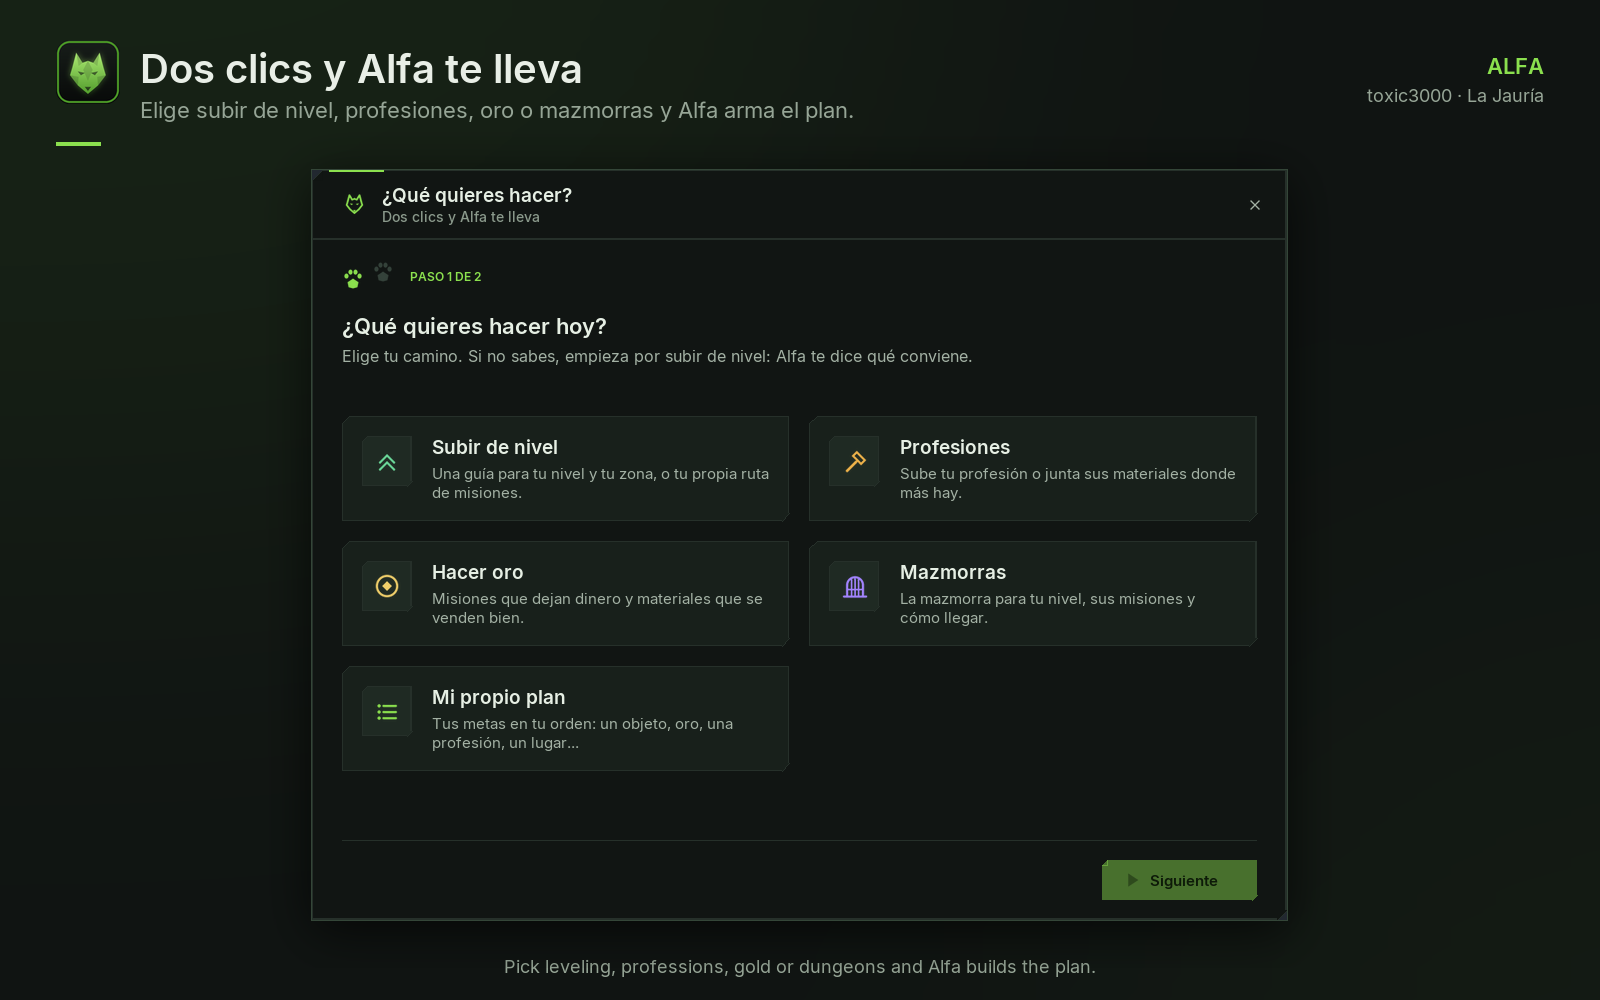 Dos clics y Alfa te lleva
Elige subir de nivel, profesiones, oro o mazmorras y Alfa arma el plan.
ALFA
toxic3000 · La Jauría
¿Qué quieres hacer?
Dos clics y Alfa te lleva
PASO 1 DE 2
¿Qué quieres hacer hoy?
Elige tu camino. Si no sabes, empieza por subir de nivel: Alfa te dice qué conviene.
Subir de nivel
Una guía para tu nivel y tu zona, o tu propia ruta
de misiones.
Profesiones
Sube tu profesión o junta sus materiales donde
más hay.
Hacer oro
Misiones que dejan dinero y materiales que se
venden bien.
Mazmorras
La mazmorra para tu nivel, sus misiones y
cómo llegar.
Mi propio plan
Tus metas en tu orden: un objeto, oro, una
profesión, un lugar...
Siguiente
Pick leveling, professions, gold or dungeons and Alfa builds the plan.